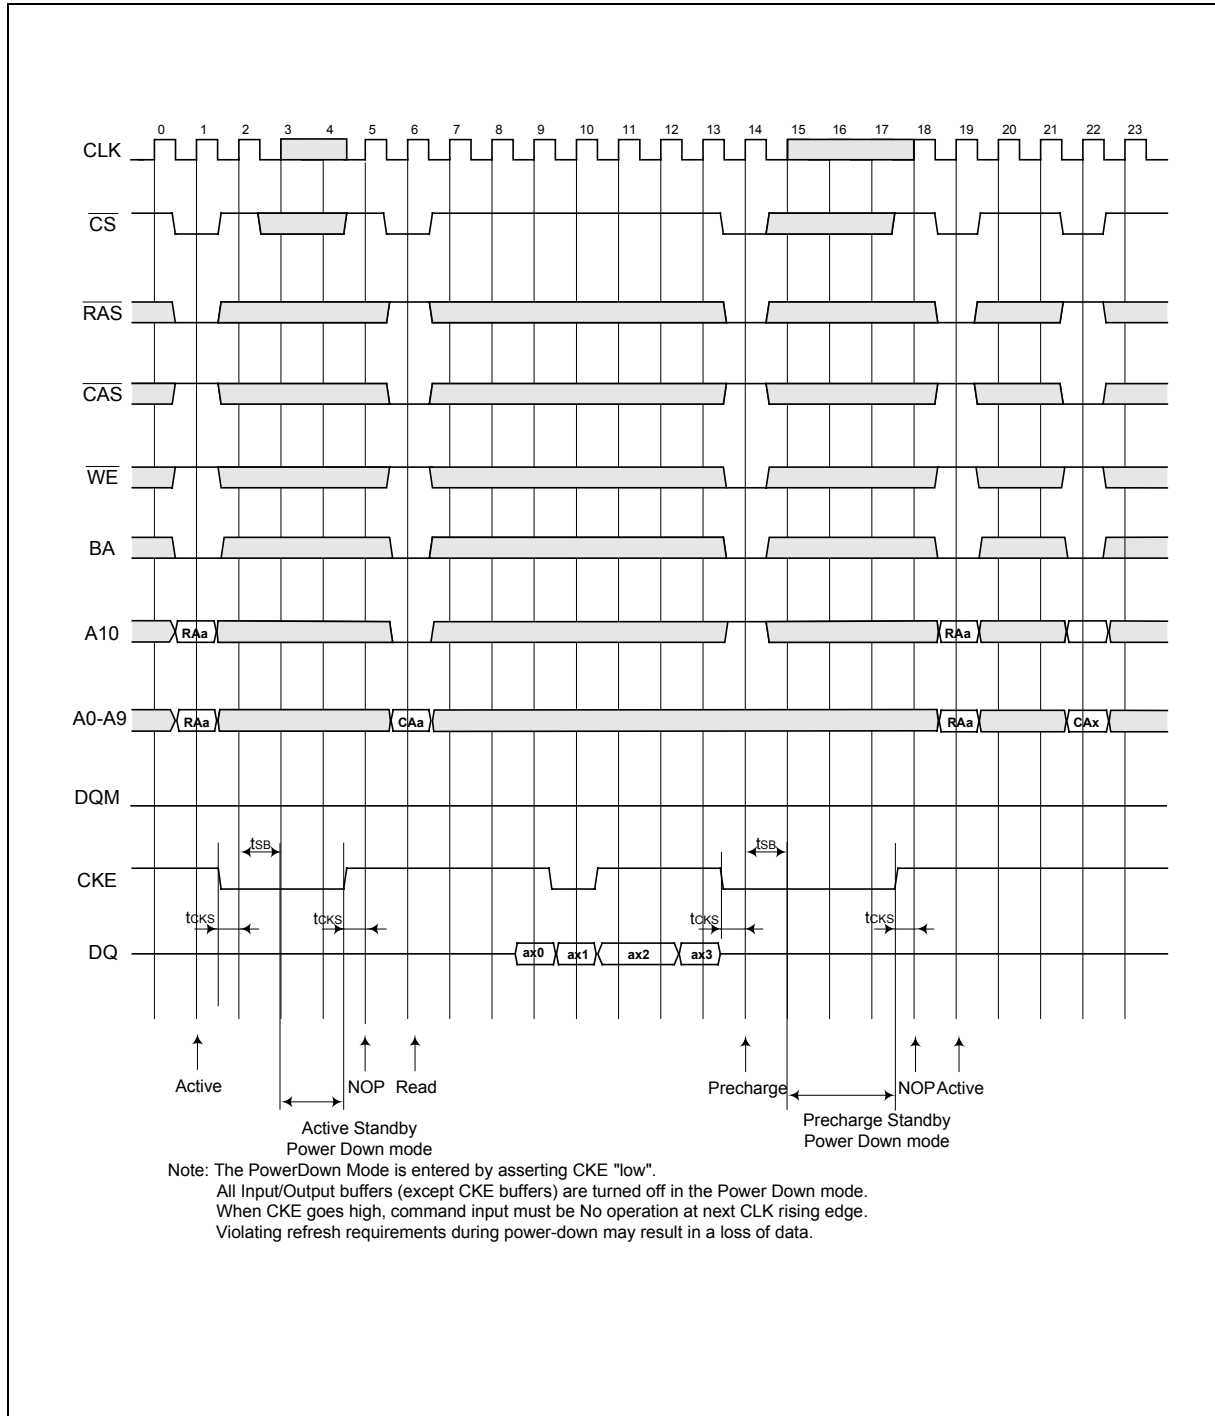 0 1 2 3 4 5 6 7 8 9 10 11 12 13 14 15 16 17 18 19 20 21 22 23
CLK
CS
RAS
CAS
WE
BA
A10 RAa RAa
A0-A9 RAa CAa RAa CAx
DQM
tSB tSB
CKE
tCKS tCKS tCKS tCKS
DQ ax0 ax1 ax2 ax3
Active NOP Read Precharge NOP Active
Active Standby
Power Down mode
Precharge Standby
Power Down mode
Note: The PowerDown Mode is entered by asserting CKE "low".
All Input/Output buffers (except CKE buffers) are turned off in the Power Down mode.
When CKE goes high, command input must be No operation at next CLK rising edge.
Violating refresh requirements during power-down may result in a loss of data.